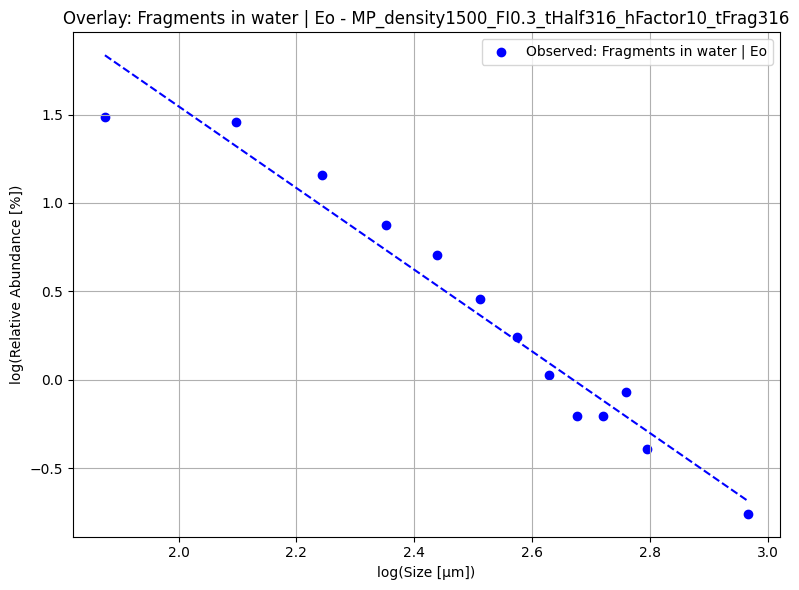 Overlay: Fragments in water | Eo - MP_density1500_FI0.3_tHalf316_hFactor10_tFrag316
Observed: Fragments in water | Eo
log(Relative Abundance [%])
1.5
1.0
0.5
0.0
−0.5
2.0 2.2 2.4 2.6 2.8 3.0
log(Size [μm])